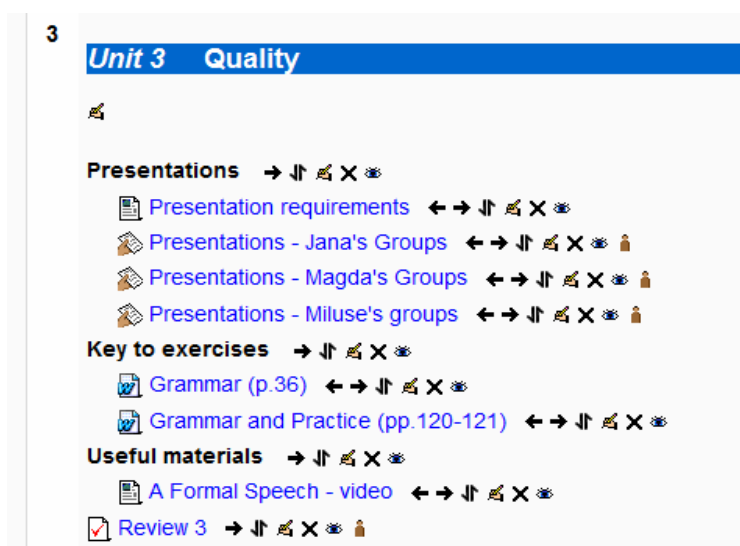 3
Unit 3 Quality
Presentations
Presentation requirements
Presentations - Jana's Groups
Presentations - Magda's Groups
Presentations - Miluse's groups
Key to exercises
Grammar (p.36)
Grammar and Practice (pp.120-121)
Useful materials
A Formal Speech - video
Review 3